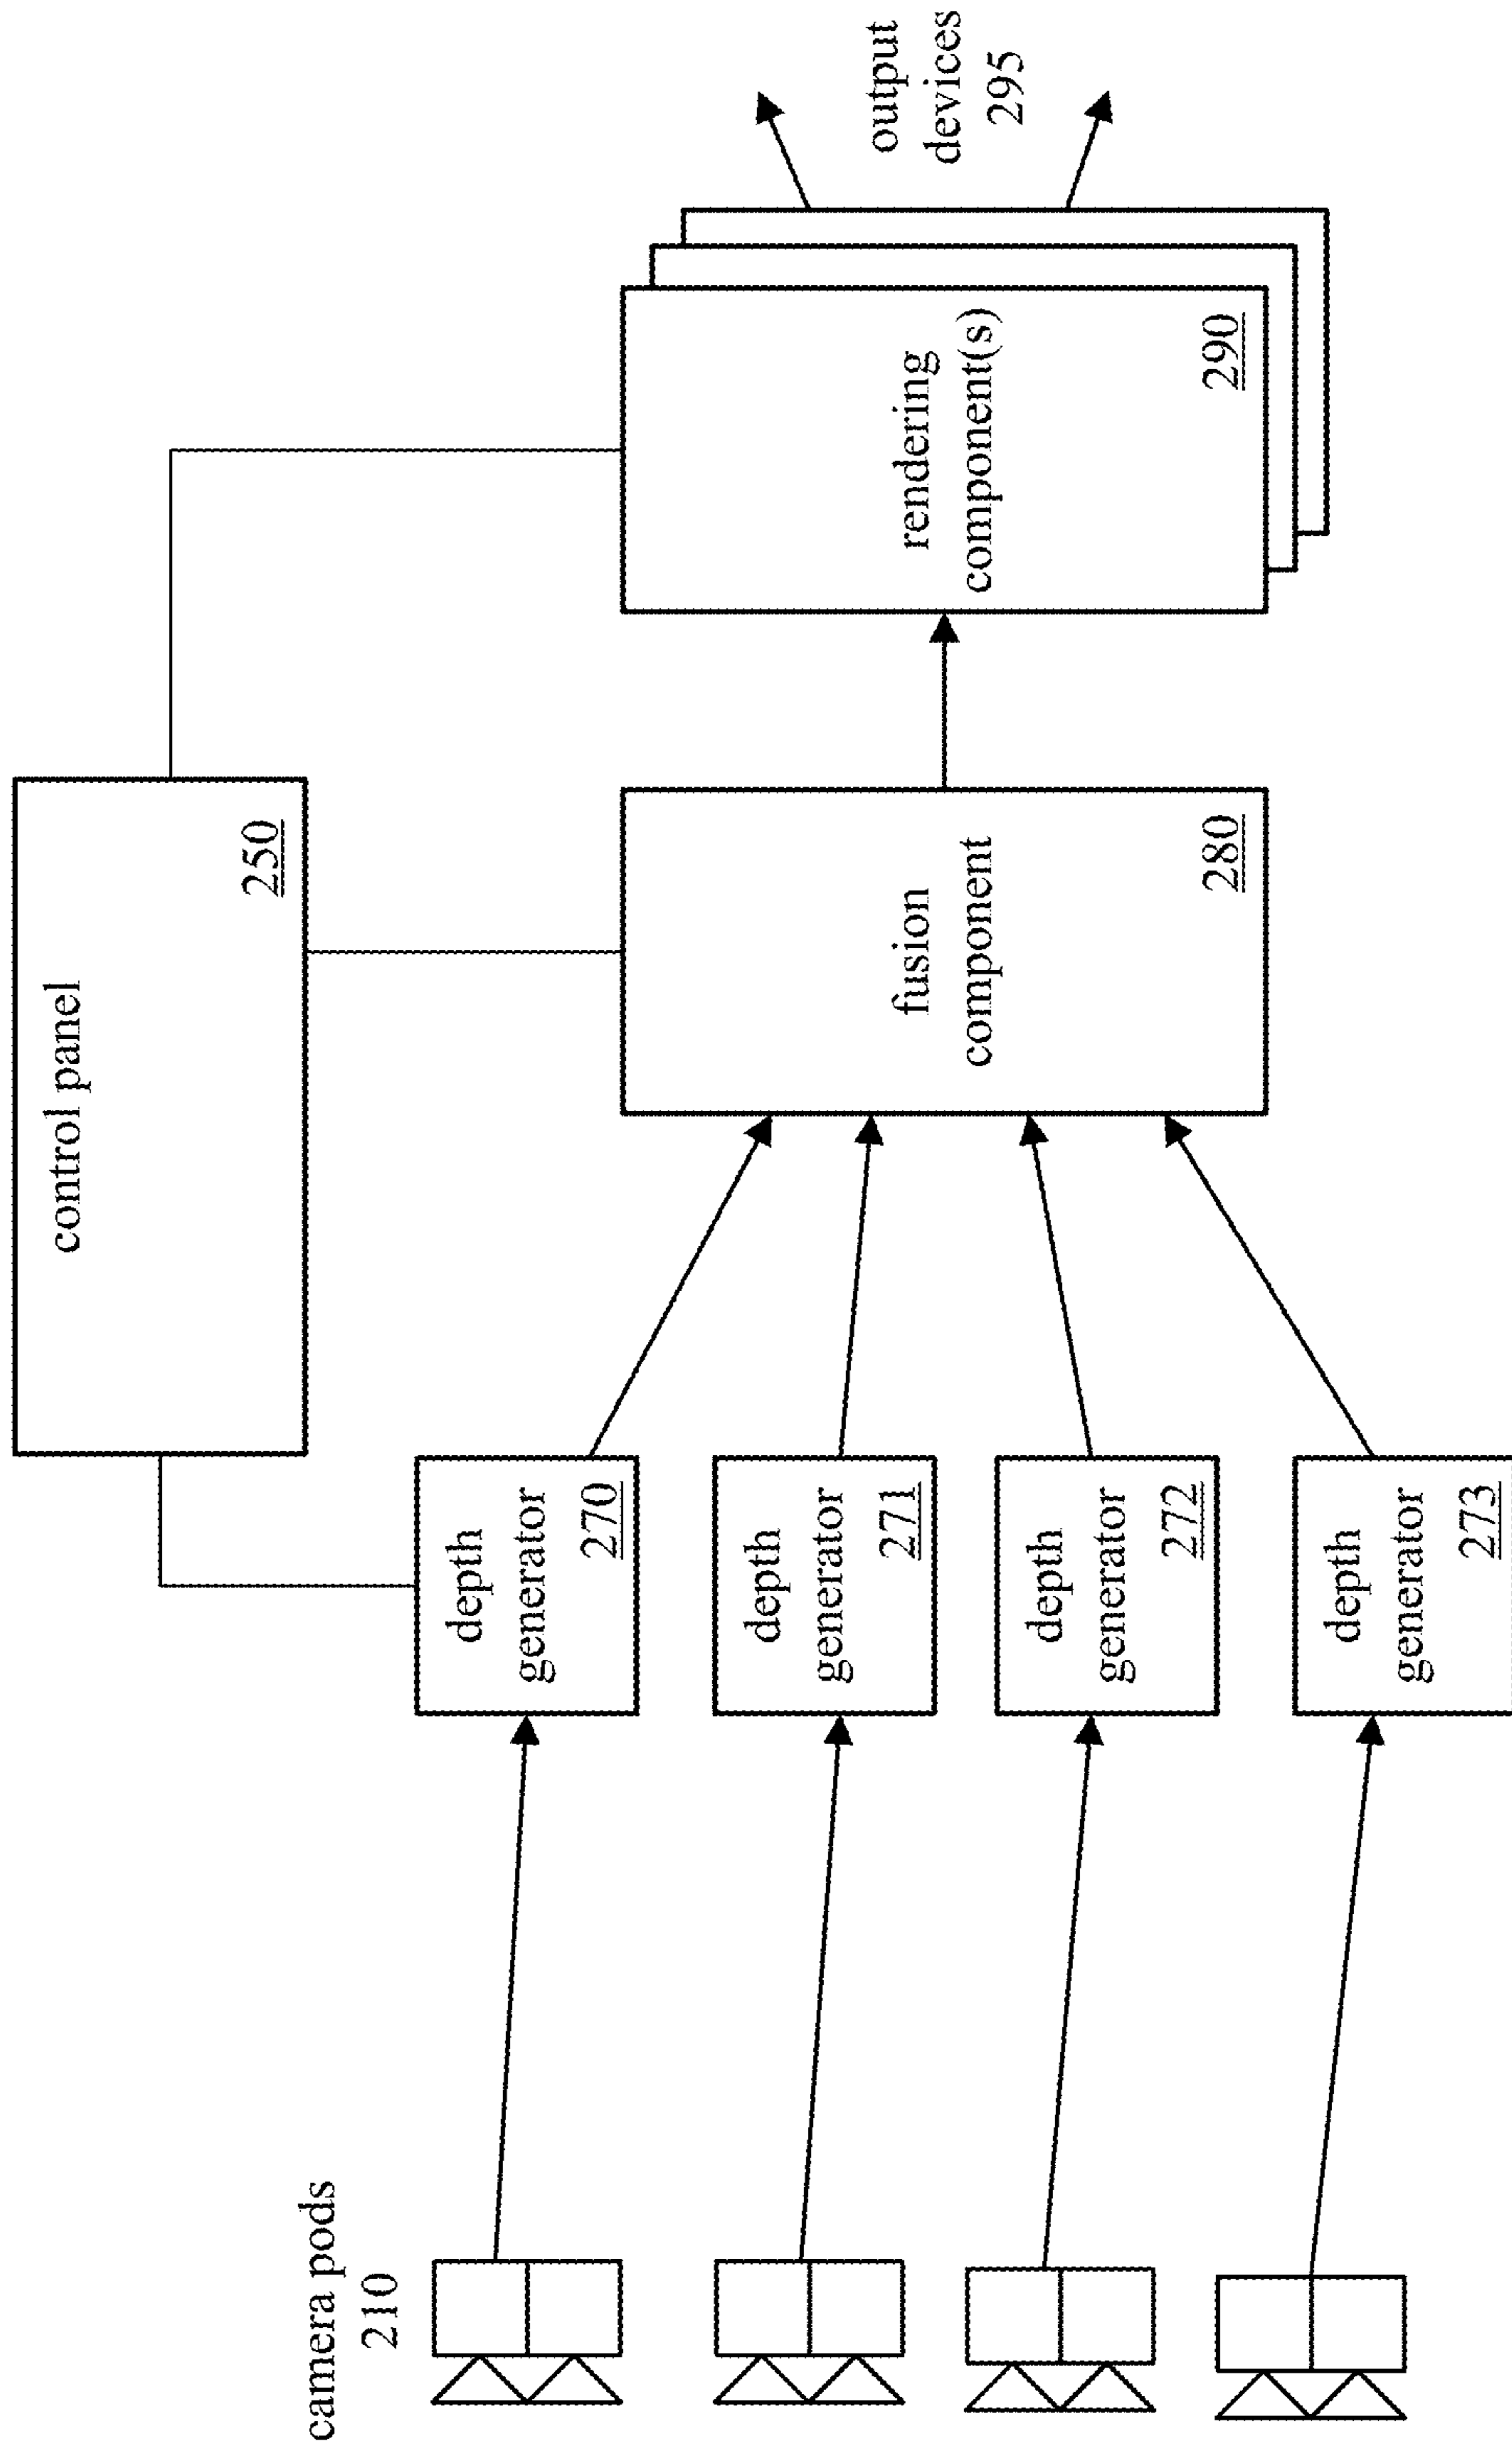 control panel
250
camera pods
210
depth
generator
270
depth
generator
271
depth
generator
272
depth
generator
273
fusion
component
280
rendering
component(s)
290
output
devices
295